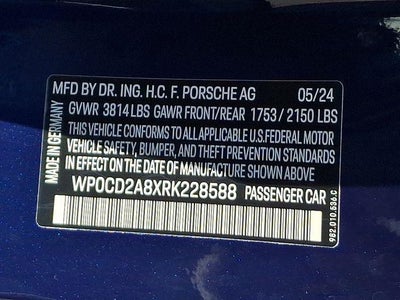 MFD BY DR. ING. H.C. F. PORSCHE AG 05/24
GVWR 3814 LBS GAWR FRONT/REAR 1753 / 2150 LBS
THIS VEHICLE CONFORMS TO ALL APPLICABLE U.S. FEDERAL MOTOR
VEHICLE SAFETY, BUMPER, AND THEFT PREVENTION STANDARDS
IN EFFECT ON THE DATE OF MANUFACTURE SHOWN ABOVE
WP0CD2A8XRK228588 PASSENGER CAR
MADE IN GERMANY
982.010.536.C